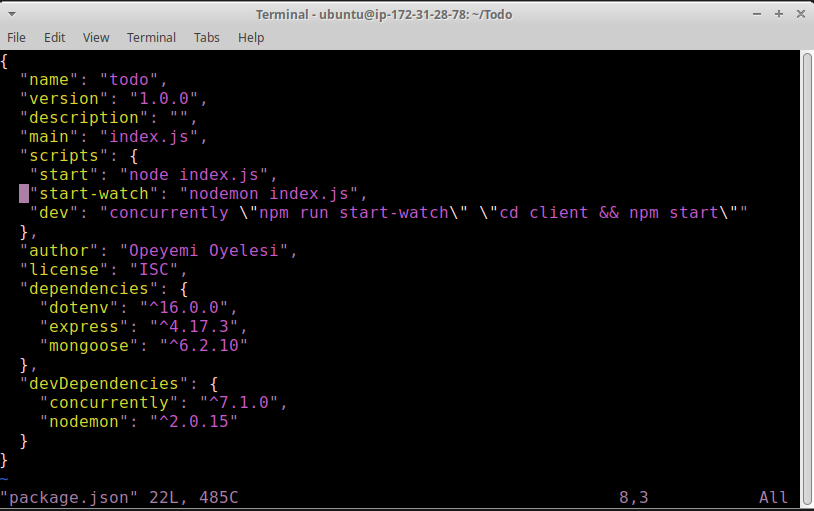 Terminal - ubuntu@ip-172-31-28-78: ~/Todo
File Edit View Terminal Tabs Help
{
  "name": "todo",
  "version": "1.0.0",
  "description": "",
  "main": "index.js",
  "scripts": {
   "start": "node index.js",
   "start-watch": "nodemon index.js",
   "dev": "concurrently \"npm run start-watch\" \"cd client && npm start\""
  },
  "author": "Opeyemi Oyelesi",
  "license": "ISC",
  "dependencies": {
    "dotenv": "^16.0.0",
    "express": "^4.17.3",
    "mongoose": "^6.2.10"
  },
  "devDependencies": {
    "concurrently": "^7.1.0",
    "nodemon": "^2.0.15"
  }
}
~
"package.json" 22L, 485C 8,3 All